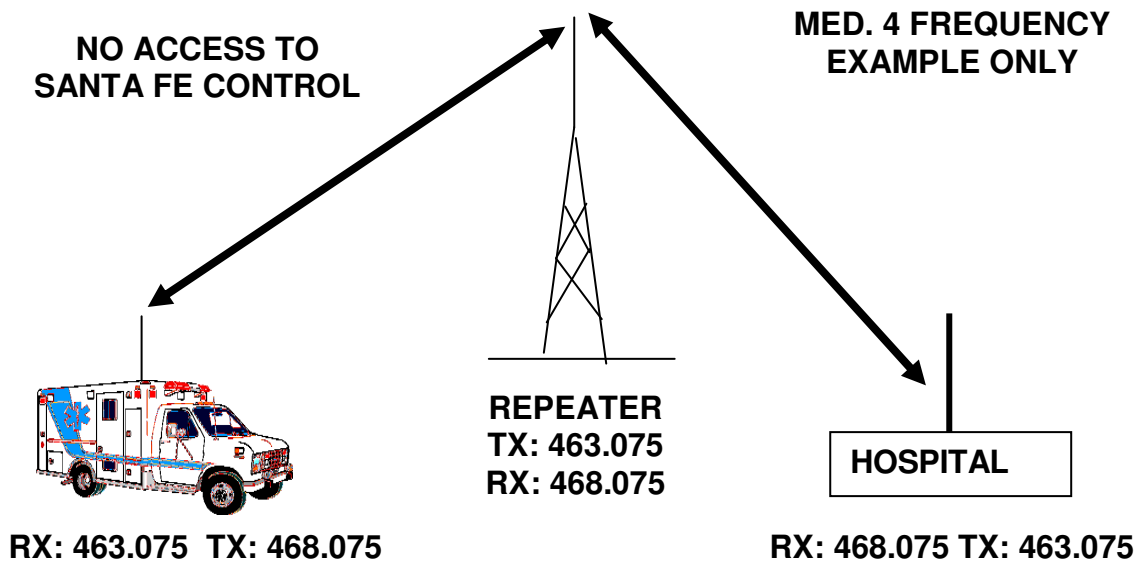 NO ACCESS TO
SANTA FE CONTROL
MED. 4 FREQUENCY
EXAMPLE ONLY
REPEATER
TX: 463.075
RX: 468.075
HOSPITAL
RX: 463.075 TX: 468.075
RX: 468.075 TX: 463.075